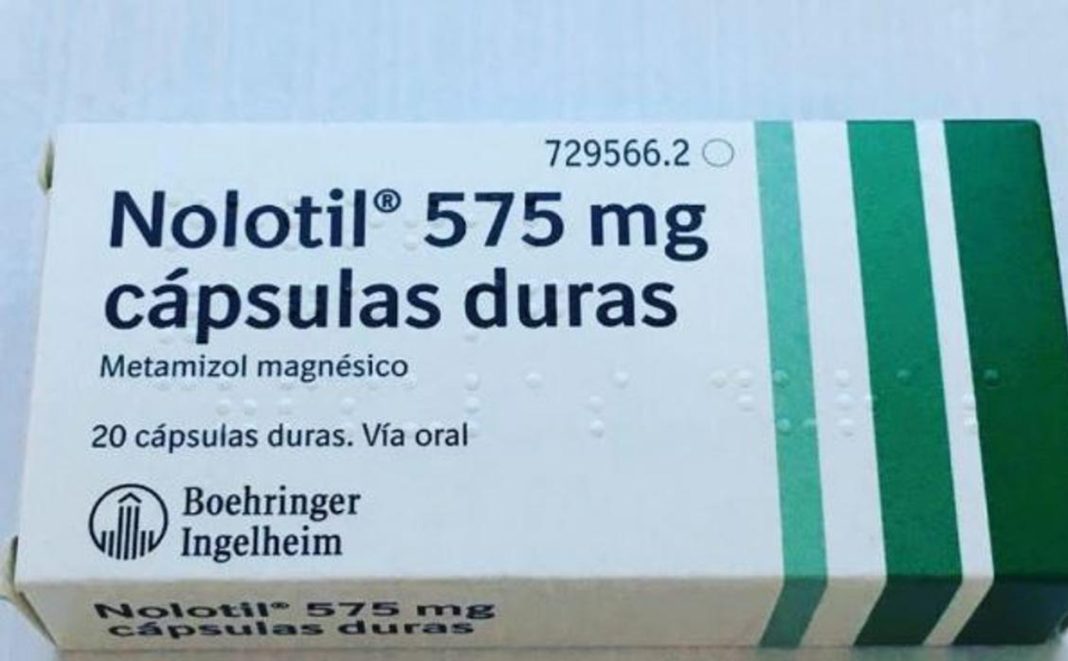 729566.2
Nolotil® 575 mg
cápsulas duras
Metamizol magnésico
20 cápsulas duras. Vía oral
Boehringer
Ingelheim
Nolotil® 575 mg
cápsulas duras